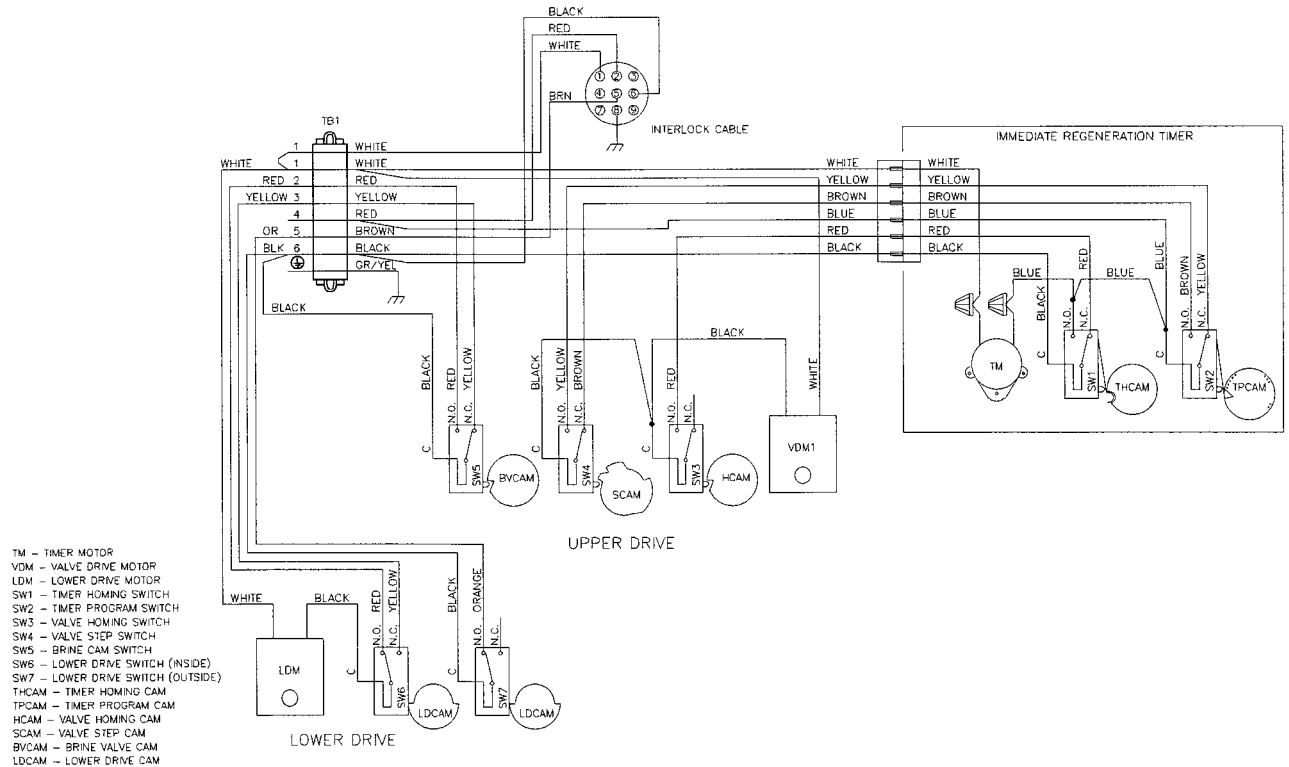 BLACK
RED
WHITE
1 2 3
4 5 6
BRN
7 8 9
INTERLOCK CABLE
TB1
IMMEDIATE REGENERATION TIMER
1 WHITE
WHITE 1 WHITE
RED 2 RED
YELLOW 3 YELLOW
4 RED
OR 5 BROWN
BLK 6 BLACK
GR/YEL
WHITE WHITE
YELLOW YELLOW
BROWN BROWN
BLUE BLUE
RED RED
BLACK BLACK
BLACK
BLUE
BLUE
BLACK
RED
BLUE
BROWN
YELLOW
N.O.
N.C.
N.O.
N.C.
C
C
TM
SW1
THCAM
SW2
TPCAM
BLACK
BLACK
RED
YELLOW
BLACK
YELLOW
BROWN
RED
WHITE
N.O.
N.C.
N.O.
N.C.
N.O.
N.C.
C
C
C
SW5
BVCAM
SW4
SCAM
SW3
HCAM
VDM1
UPPER DRIVE
WHITE
BLACK
RED
YELLOW
BLACK
ORANGE
N.O.
N.C.
N.O.
N.C.
C
C
LDM
SW6
LDCAM
SW7
LDCAM
LOWER DRIVE
TM – TIMER MOTOR
VDM – VALVE DRIVE MOTOR
LDM – LOWER DRIVE MOTOR
SW1 – TIMER HOMING SWITCH
SW2 – TIMER PROGRAM SWITCH
SW3 – VALVE HOMING SWITCH
SW4 – VALVE STEP SWITCH
SW5 – BRINE CAM SWITCH
SW6 – LOWER DRIVE SWITCH (INSIDE)
SW7 – LOWER DRIVE SWITCH (OUTSIDE)
THCAM – TIMER HOMING CAM
TPCAM – TIMER PROGRAM CAM
HCAM – VALVE HOMING CAM
SCAM – VALVE STEP CAM
BVCAM – BRINE VALVE CAM
LDCAM – LOWER DRIVE CAM